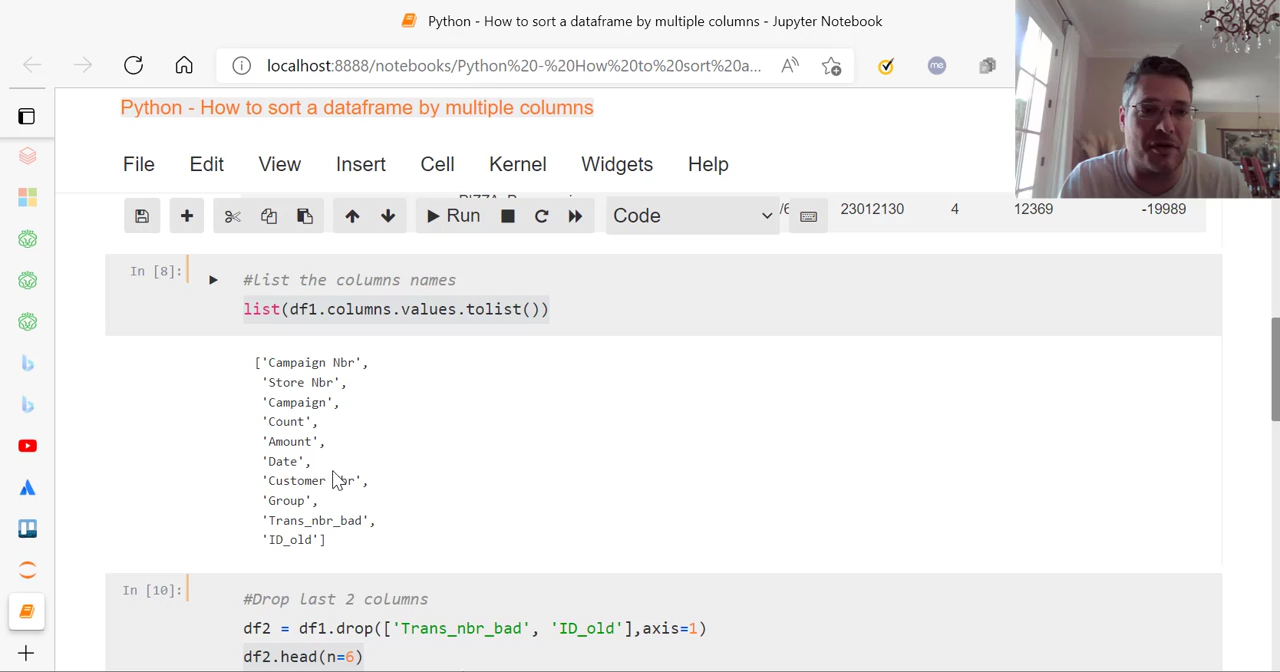 Python - How to sort a dataframe by multiple columns - Jupyter Notebook
localhost:8888/notebooks/Python%20-%20How%20to%20sort%20a...
me
Python - How to sort a dataframe by multiple columns
File Edit View Insert Cell Kernel Widgets Help
Run Code
/6 23012130 4 12369 -19989
In [8]:
#List the columns names
list(df1.columns.values.tolist())
['Campaign Nbr',
'Store Nbr',
'Campaign',
'Count',
'Amount',
'Date',
'Customer Nbr',
'Group',
'Trans_nbr_bad',
'ID_old']
In [10]:
#Drop last 2 columns
df2 = df1.drop(['Trans_nbr_bad', 'ID_old'],axis=1)
df2.head(n=6)